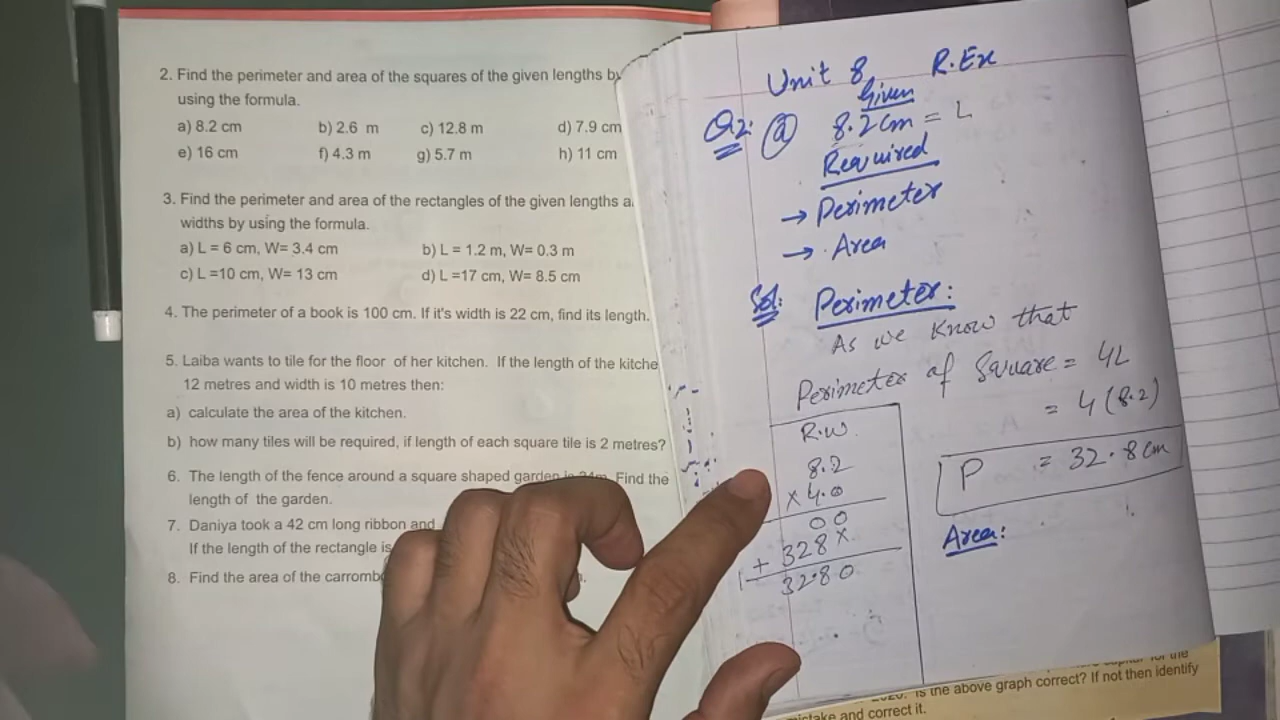 2. Find the perimeter and area of the squares of the given lengths by
using the formula.
a) 8.2 cm b) 2.6 m c) 12.8 m d) 7.9 cm
e) 16 cm f) 4.3 m g) 5.7 m h) 11 cm
3. Find the perimeter and area of the rectangles of the given lengths a
widths by using the formula.
a) L = 6 cm, W= 3.4 cm b) L = 1.2 m, W= 0.3 m
c) L =10 cm, W= 13 cm d) L =17 cm, W= 8.5 cm
4. The perimeter of a book is 100 cm. If it's width is 22 cm, find its length.
5. Laiba wants to tile for the floor of her kitchen. If the length of the kitche
12 metres and width is 10 metres then:
a) calculate the area of the kitchen.
b) how many tiles will be required, if length of each square tile is 2 metres?
6. The length of the fence around a square shaped garden is 24m. Find the
length of the garden.
7. Daniya took a 42 cm long ribbon and
If the length of the rectangle is
8. Find the area of the carromb
Unit 8 R.Ex
Given
Q2: a 8.2cm = L
Required
→ Perimeter
→ Area
Sol: Perimeter:
As we know that
Perimeter of Square = 4L
= 4 (8.2)
P = 32.8cm
R.W
8.2
x 4.0
00
+ 328x
32.80
Area:
is the above graph correct? If not then identify
mistake and correct it.